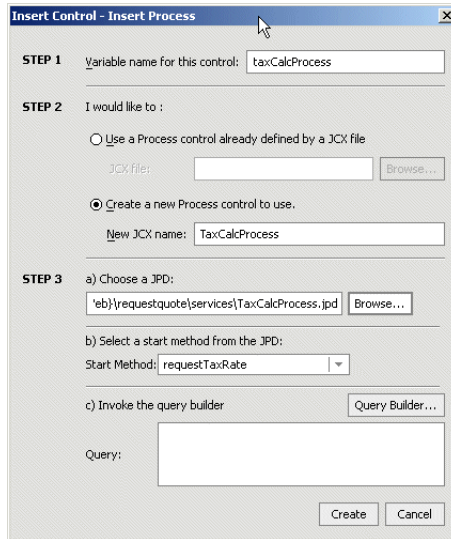 Insert Control - Insert Process
STEP 1
Variable name for this control: taxCalcProcess
STEP 2
I would like to :
Use a Process control already defined by a JCX file
JCX file: Browse...
Create a new Process control to use.
New JCX name: TaxCalcProcess
STEP 3
a) Choose a JPD:
'eb}\requestquote\services\TaxCalcProcess.jpd Browse...
b) Select a start method from the JPD:
Start Method: requestTaxRate
c) Invoke the query builder Query Builder...
Query:
Create Cancel